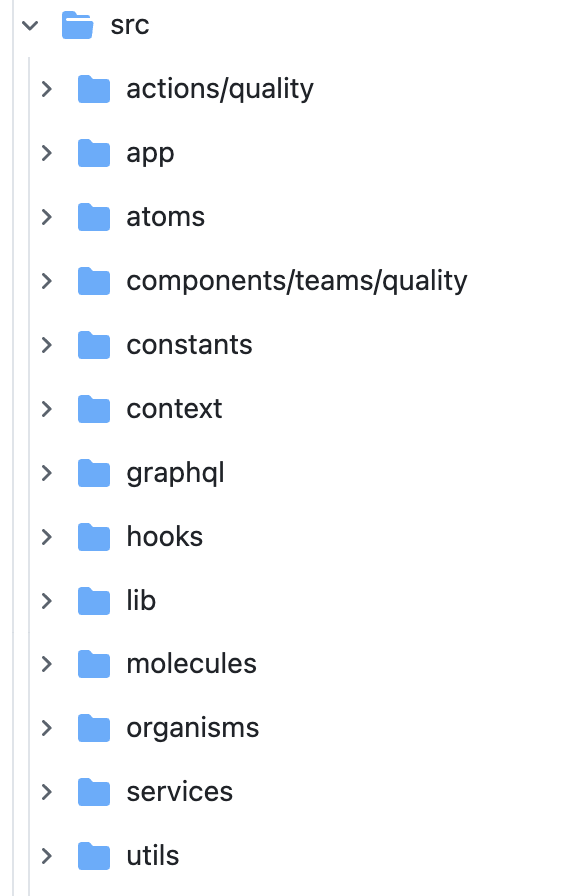 src
actions/quality
app
atoms
components/teams/quality
constants
context
graphql
hooks
lib
molecules
organisms
services
utils